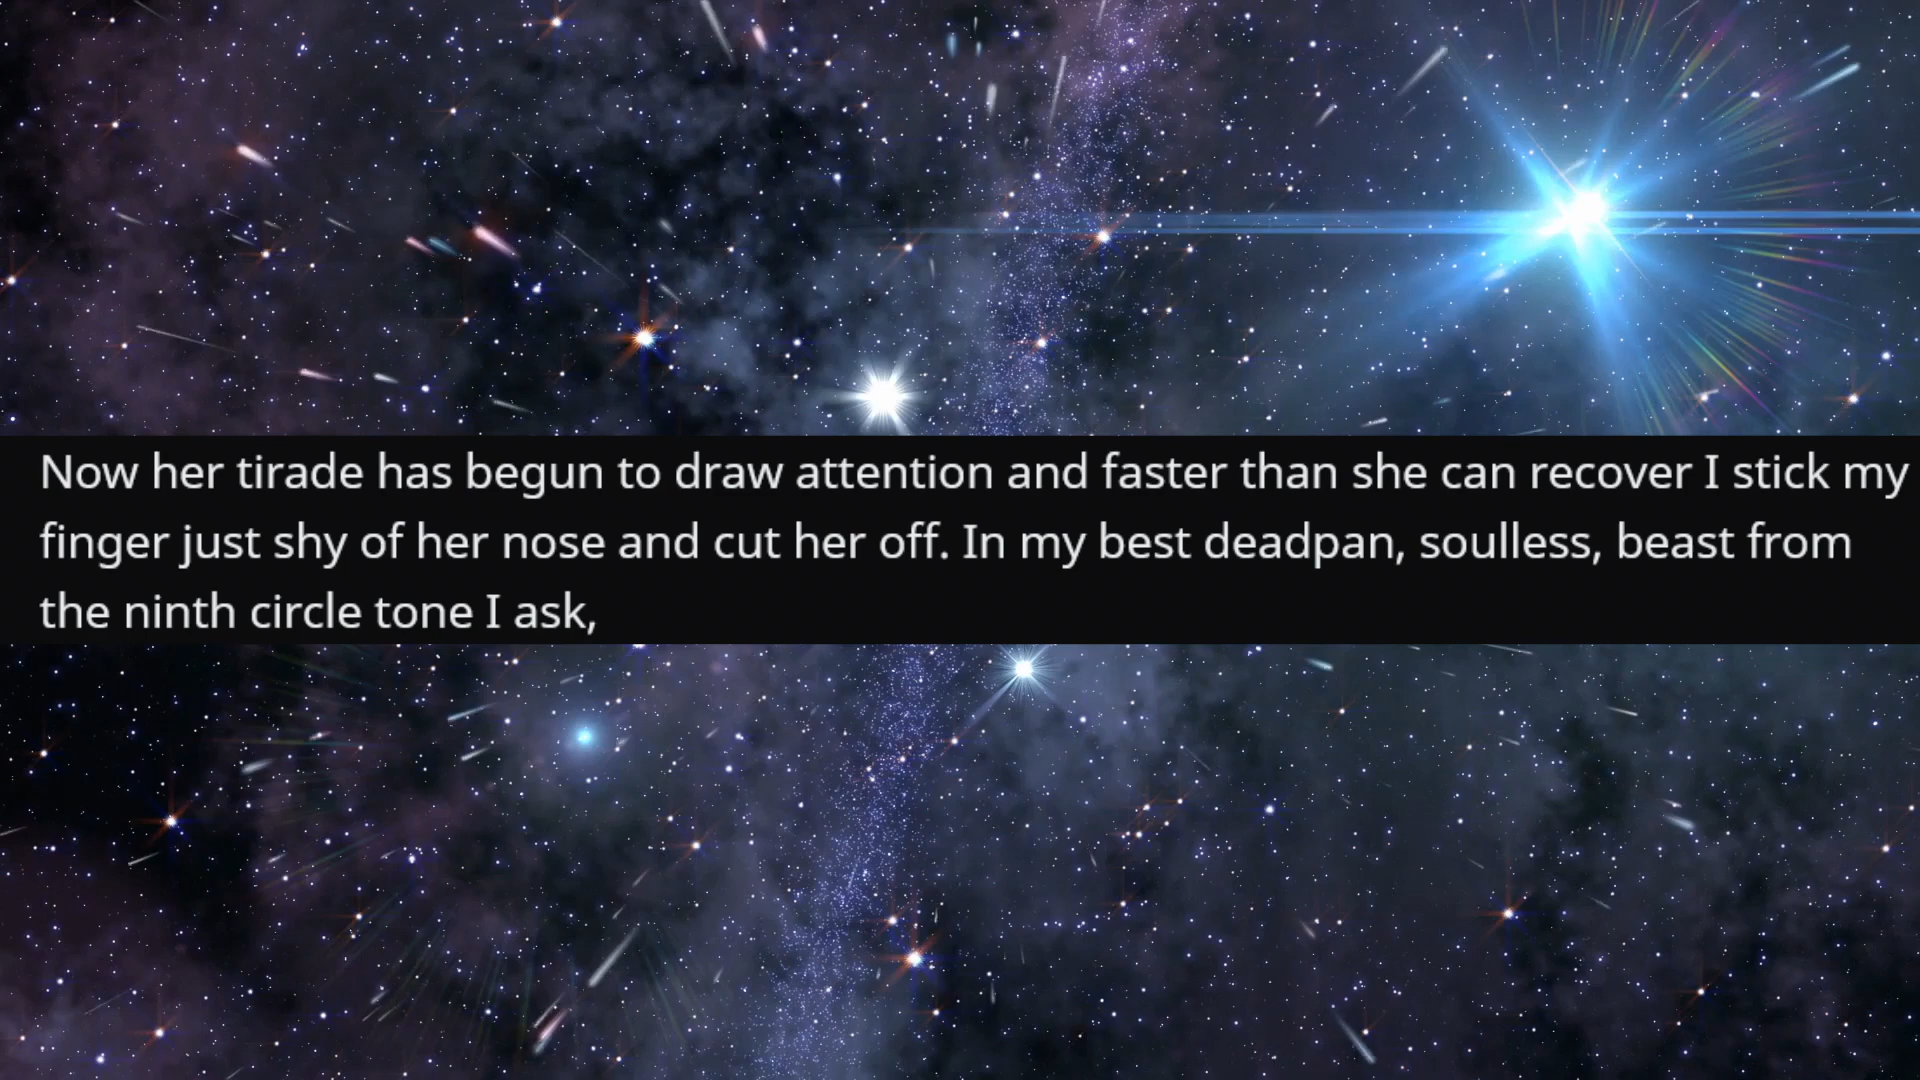 Now her tirade has begun to draw attention and faster than she can recover I stick my
finger just shy of her nose and cut her off. In my best deadpan, soulless, beast from
the ninth circle tone I ask,